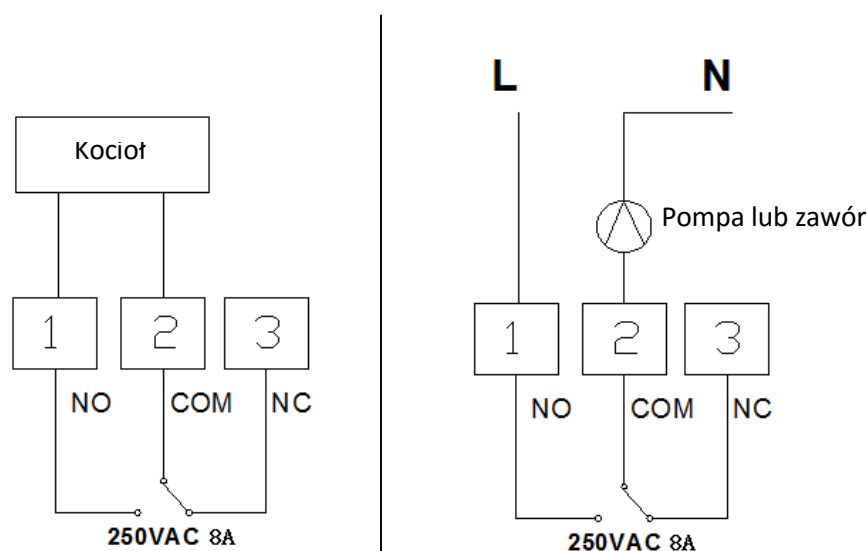 Kocioł
1 2 3
NO COM NC
250VAC 8A
L N
Pompa lub zawór
1 2 3
NO COM NC
250VAC 8A